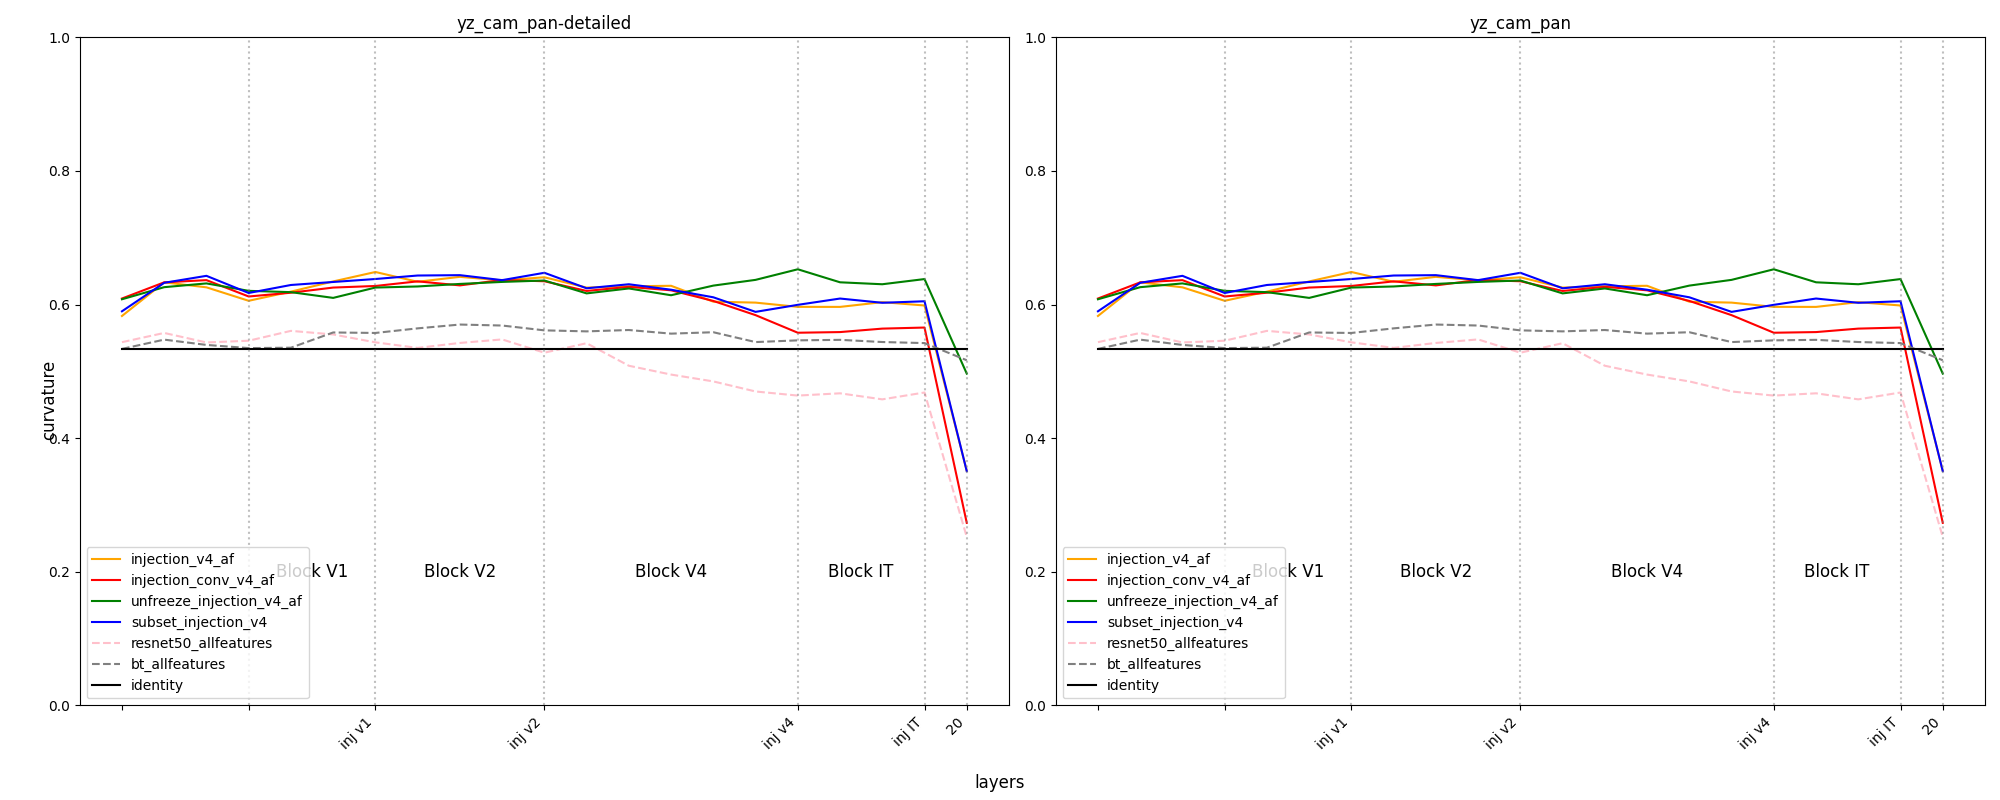 yz_cam_pan-detailed
1.0
0.8
0.6
0.4
0.2
0.0
curvature
Block V1
Block V2
Block V4
Block IT
injection_v4_af
injection_conv_v4_af
unfreeze_injection_v4_af
subset_injection_v4
resnet50_allfeatures
bt_allfeatures
identity
inj v1
inj v2
inj v4
inj IT
20
yz_cam_pan
1.0
0.8
0.6
0.4
0.2
0.0
Block V1
Block V2
Block V4
Block IT
injection_v4_af
injection_conv_v4_af
unfreeze_injection_v4_af
subset_injection_v4
resnet50_allfeatures
bt_allfeatures
identity
inj v1
inj v2
inj v4
inj IT
20
layers